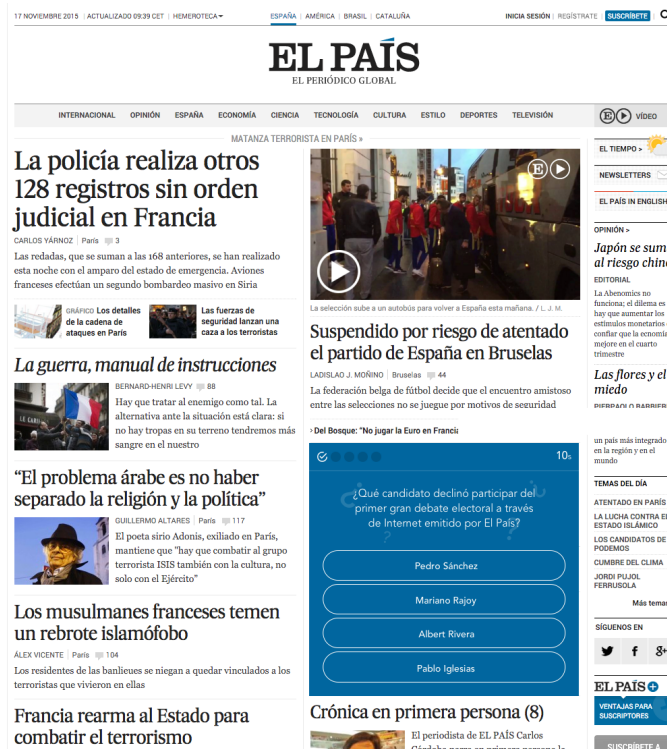 17 NOVIEMBRE 2015 | ACTUALIZADO 09:39 CET | HEMEROTECA
ESPAÑA | AMÉRICA | BRASIL | CATALUÑA
INICIA SESIÓN | REGÍSTRATE | SUSCRÍBETE
EL PAÍS
EL PERIÓDICO GLOBAL
INTERNACIONAL OPINIÓN ESPAÑA ECONOMÍA CIENCIA TECNOLOGÍA CULTURA ESTILO DEPORTES TELEVISIÓN
E VÍDEO
MATANZA TERRORISTA EN PARÍS »
La policía realiza otros
128 registros sin orden
judicial en Francia
CARLOS YÁRNOZ | París 3
Las redadas, que se suman a las 168 anteriores, se han realizado
esta noche con el amparo del estado de emergencia. Aviones
franceses efectúan un segundo bombardeo masivo en Siria
GRÁFICO Los detalles
de la cadena de
ataques en París
Las fuerzas de
seguridad lanzan una
caza a los terroristas
La guerra, manual de instrucciones
BERNARD-HENRI LEVY 88
Hay que tratar al enemigo como tal. La
alternativa ante la situación está clara: si
no hay tropas en su terreno tendremos más
sangre en el nuestro
“El problema árabe es no haber
separado la religión y la política”
GUILLERMO ALTARES | París 117
El poeta sirio Adonis, exiliado en París,
mantiene que "hay que combatir al grupo
terrorista ISIS también con la cultura, no
solo con el Ejército"
Los musulmanes franceses temen
un rebrote islamófobo
ÁLEX VICENTE | París 104
Los residentes de las banlieues se niegan a quedar vinculados a los
terroristas que vivieron en ellas
Francia rearma al Estado para
combatir el terrorismo
E
La selección sube a un autobús para volver a España esta mañana. / L. J. M.
Suspendido por riesgo de atentado
el partido de España en Bruselas
LADISLAO J. MOÑINO | Bruselas 44
La federación belga de fútbol decide que el encuentro amistoso
entre las selecciones no se juegue por motivos de seguridad
› Del Bosque: "No jugar la Euro en Francia
10s
¿Qué candidato declinó participar del
primer gran debate electoral a través
de Internet emitido por El País?
Pedro Sánchez
Mariano Rajoy
Albert Rivera
Pablo Iglesias
Crónica en primera persona (8)
El periodista de EL PAÍS Carlos
Córdoba narra en primera persona la
EL TIEMPO >
NEWSLETTERS
EL PAÍS IN ENGLISH
OPINIÓN >
Japón se sum
al riesgo chino
EDITORIAL
La Abenomics no
funciona; el dilema es
hay que aumentar los
estímulos monetarios
confiar que la ecenomía
mejore en el cuarto
trimestre
Las flores y el
miedo
PIERPAOLO BARBIERI
un país más integrado
en la región y en el
mundo
TEMAS DEL DÍA
ATENTADO EN PARÍS
LA LUCHA CONTRA EL
ESTADO ISLÁMICO
LOS CANDIDATOS DE
PODEMOS
CUMBRE DEL CLIMA
JORDI PUJOL
FERRUSOLA
Más temas
SÍGUENOS EN
EL PAÍS +
VENTAJAS PARA
SUSCRIPTORES
SUSCRÍBETE A